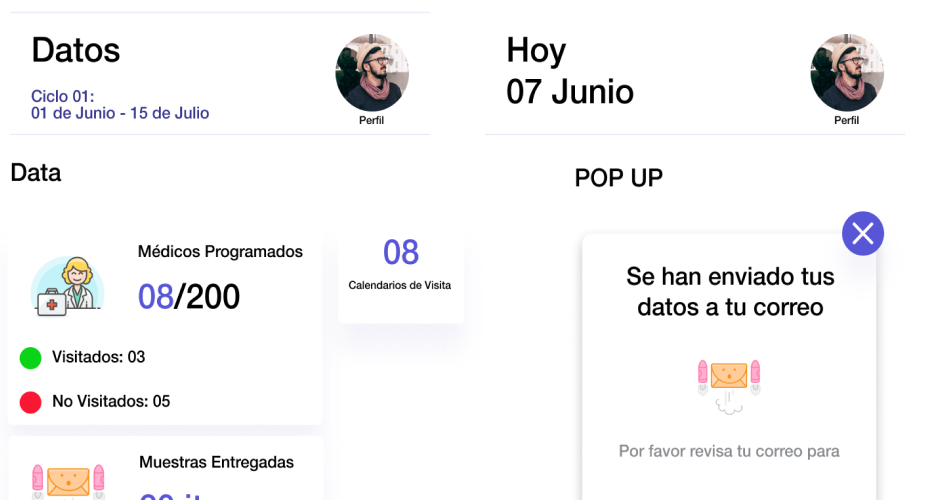 Datos
Ciclo 01:
01 de Junio - 15 de Julio
Perfil
Data
Médicos Programados
08/200
Visitados: 03
No Visitados: 05
08
Calendarios de Visita
Muestras Entregadas
Hoy
07 Junio
Perfil
POP UP
Se han enviado tus
datos a tu correo
Por favor revisa tu correo para